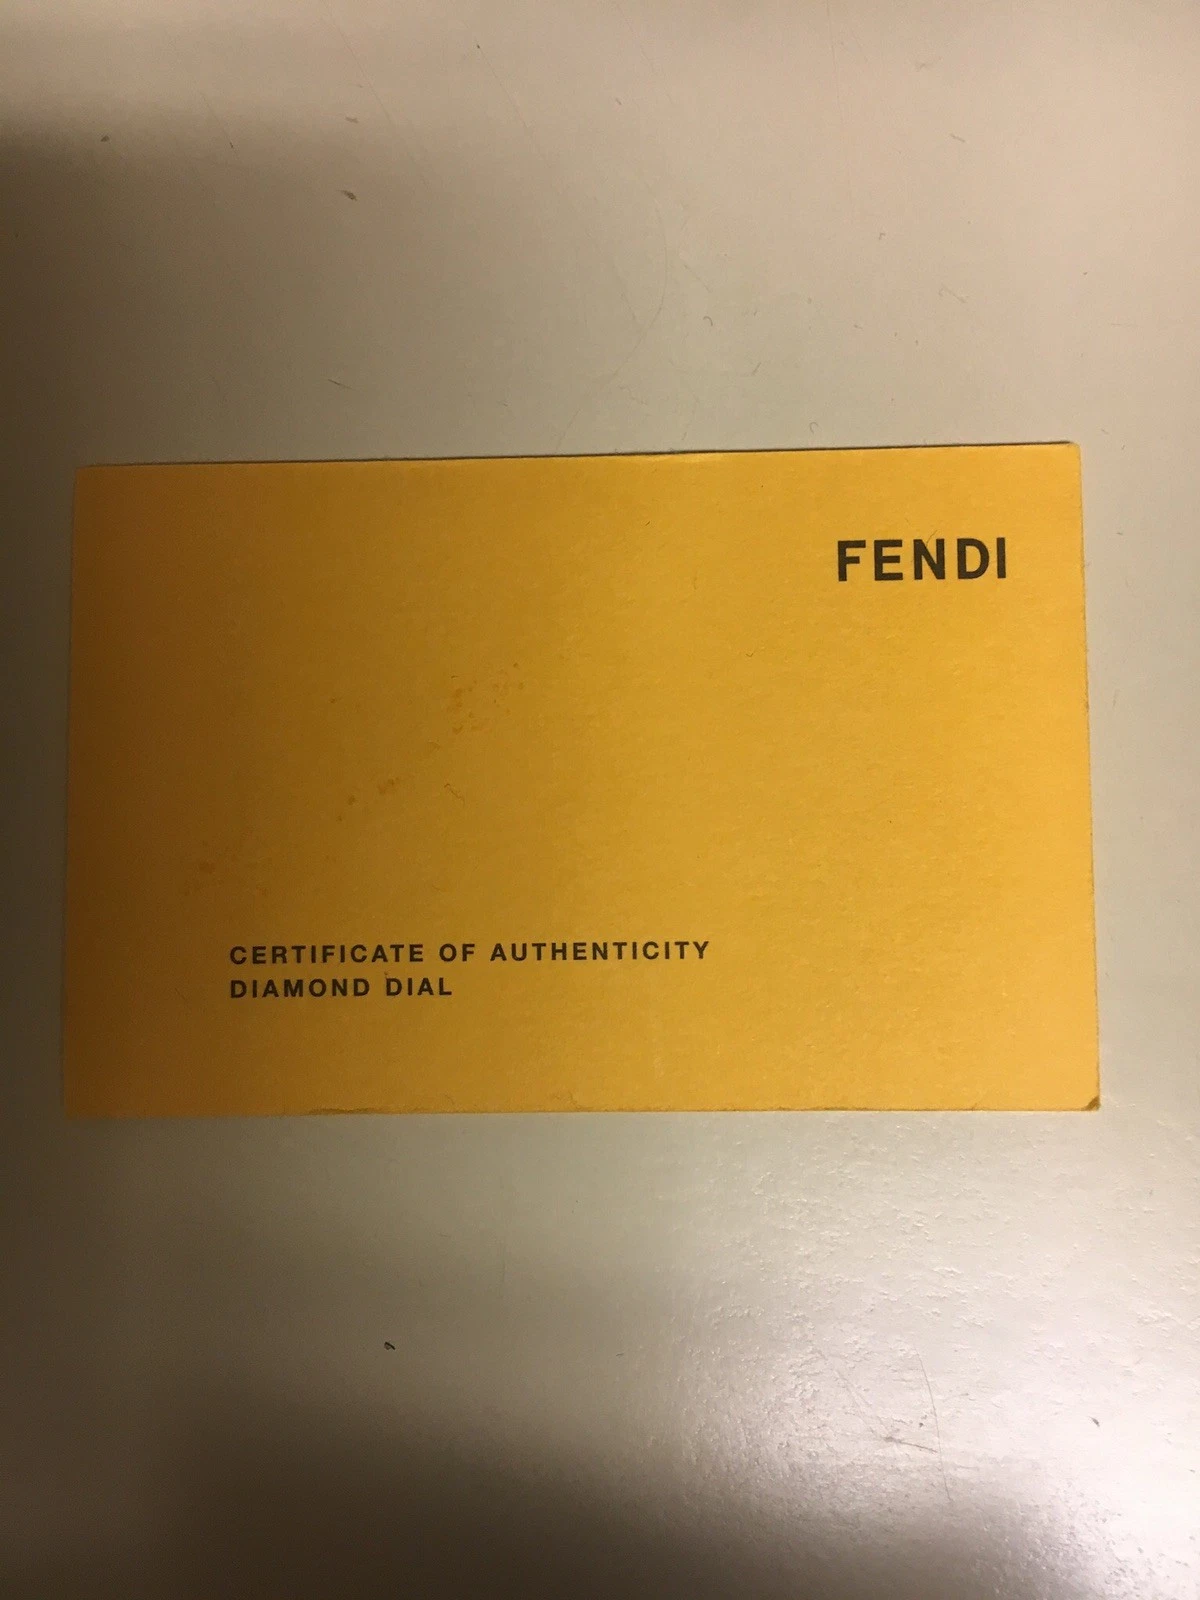 FENDI
CERTIFICATE OF AUTHENTICITY
DIAMOND DIAL